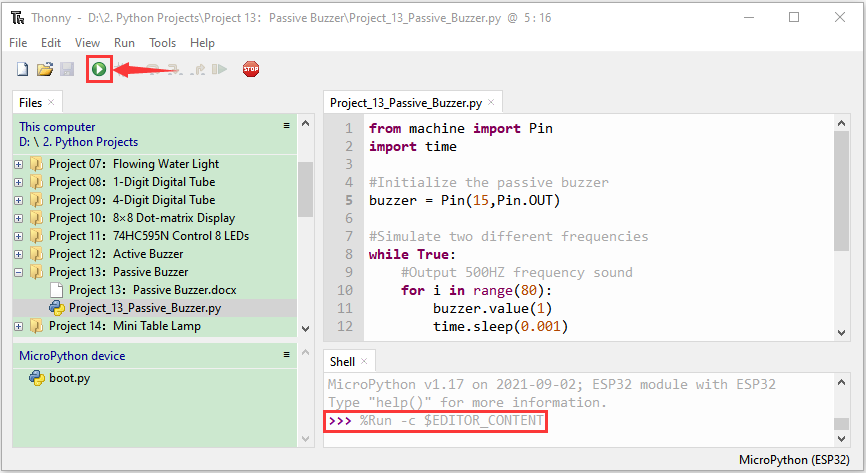 Thonny - D:\2. Python Projects\Project 13: Passive Buzzer\Project_13_Passive_Buzzer.py @ 5 : 16
File Edit View Run Tools Help
STOP
Files ×
This computer
D: \ 2. Python Projects
Project 07: Flowing Water Light
Project 08: 1-Digit Digital Tube
Project 09: 4-Digit Digital Tube
Project 10: 8×8 Dot-matrix Display
Project 11: 74HC595N Control 8 LEDs
Project 12: Active Buzzer
Project 13: Passive Buzzer
Project 13: Passive Buzzer.docx
Project_13_Passive_Buzzer.py
Project 14: Mini Table Lamp
MicroPython device
boot.py
Project_13_Passive_Buzzer.py ×
1 from machine import Pin
2 import time
3
4 #Initialize the passive buzzer
5 buzzer = Pin(15,Pin.OUT)
6
7 #Simulate two different frequencies
8 while True:
9 #Output 500HZ frequency sound
10 for i in range(80):
11 buzzer.value(1)
12 time.sleep(0.001)
Shell ×
MicroPython v1.17 on 2021-09-02; ESP32 module with ESP32
Type "help()" for more information.
>>> %Run -c $EDITOR_CONTENT
MicroPython (ESP32)